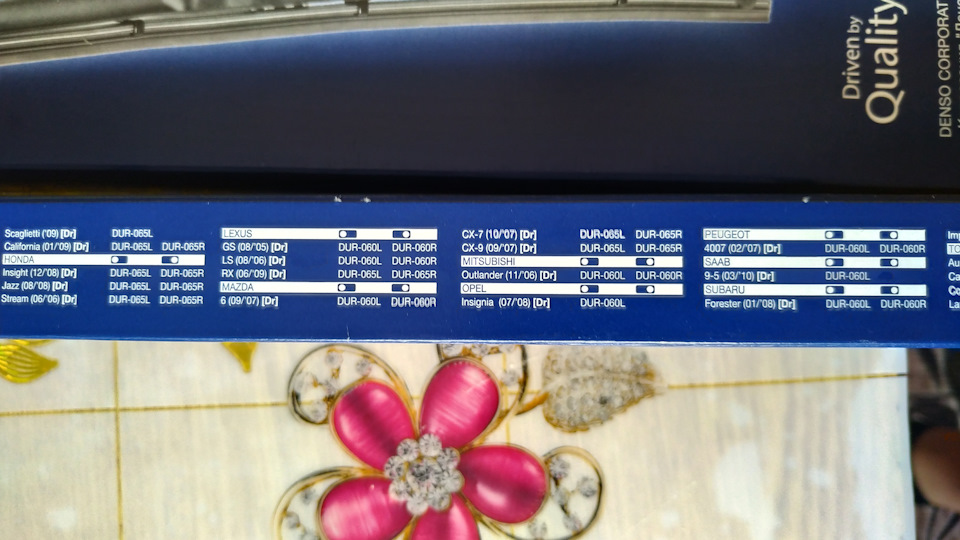 Driven by
Quality
DENSO CORPORAT
Scaglietti ('09) [Dr] DUR-065L
California (01/'09) [Dr] DUR-065L DUR-065R
HONDA
Insight (12/'08) [Dr] DUR-065L DUR-065R
Jazz (08/'08) [Dr] DUR-065L DUR-065R
Stream (06/'06) [Dr] DUR-065L DUR-065R
LEXUS
GS (08/'05) [Dr] DUR-060L DUR-060R
LS (08/'06) [Dr] DUR-060L DUR-060R
RX (06/'09) [Dr] DUR-065L DUR-065R
MAZDA
6 (09/'07) [Dr] DUR-060L DUR-060R
CX-7 (10/'07) [Dr] DUR-065L DUR-065R
CX-9 (09/'07) [Dr] DUR-065L DUR-065R
MITSUBISHI
Outlander (11/'06) [Dr] DUR-060L DUR-060R
OPEL
Insignia (07/'08) [Dr] DUR-060L
PEUGEOT
4007 (02/'07) [Dr] DUR-060L DUR-060R
SAAB
9-5 (03/'10) [Dr] DUR-060L
SUBARU
Forester (01/'08) [Dr] DUR-060L DUR-060R
Im
TO
Au
Ca
Co
La